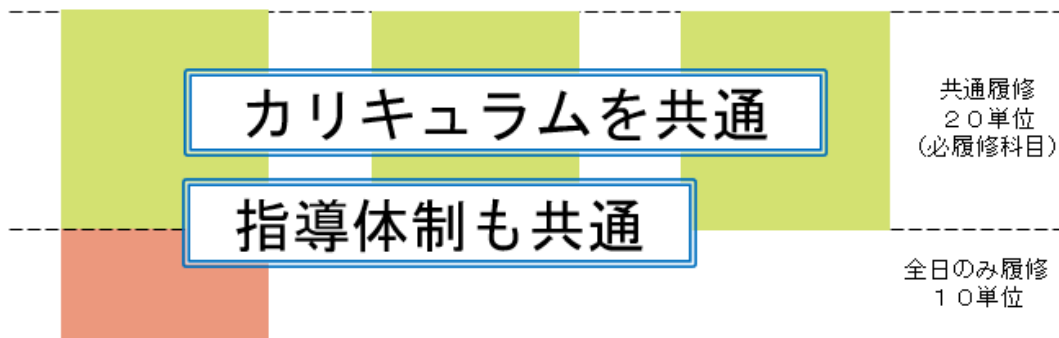 カリキュラムを共通
指導体制も共通
共通履修
２０単位
(必履修科目)
全日のみ履修
１０単位